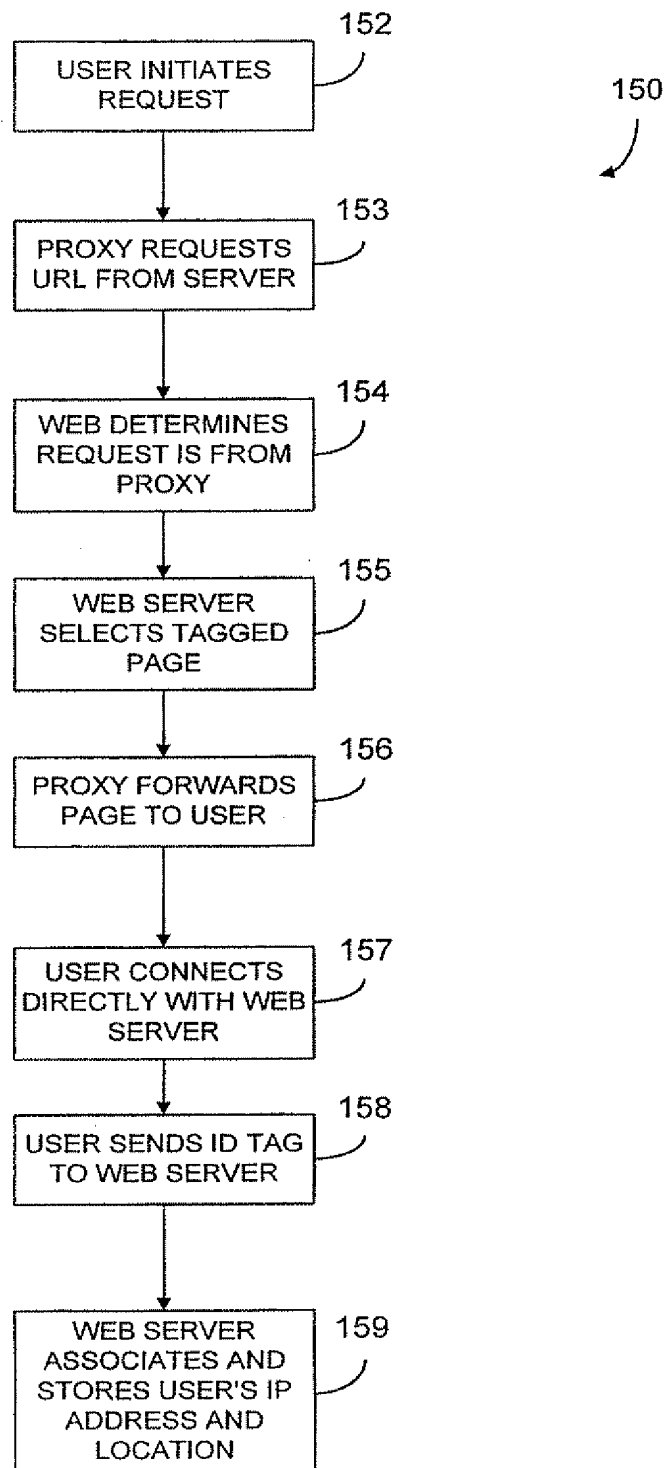 152
USER INITIATES
REQUEST
150
153
PROXY REQUESTS
URL FROM SERVER
154
WEB DETERMINES
REQUEST IS FROM
PROXY
155
WEB SERVER
SELECTS TAGGED
PAGE
156
PROXY FORWARDS
PAGE TO USER
157
USER CONNECTS
DIRECTLY WITH WEB
SERVER
158
USER SENDS ID TAG
TO WEB SERVER
159
WEB SERVER
ASSOCIATES AND
STORES USER'S IP
ADDRESS AND
LOCATION